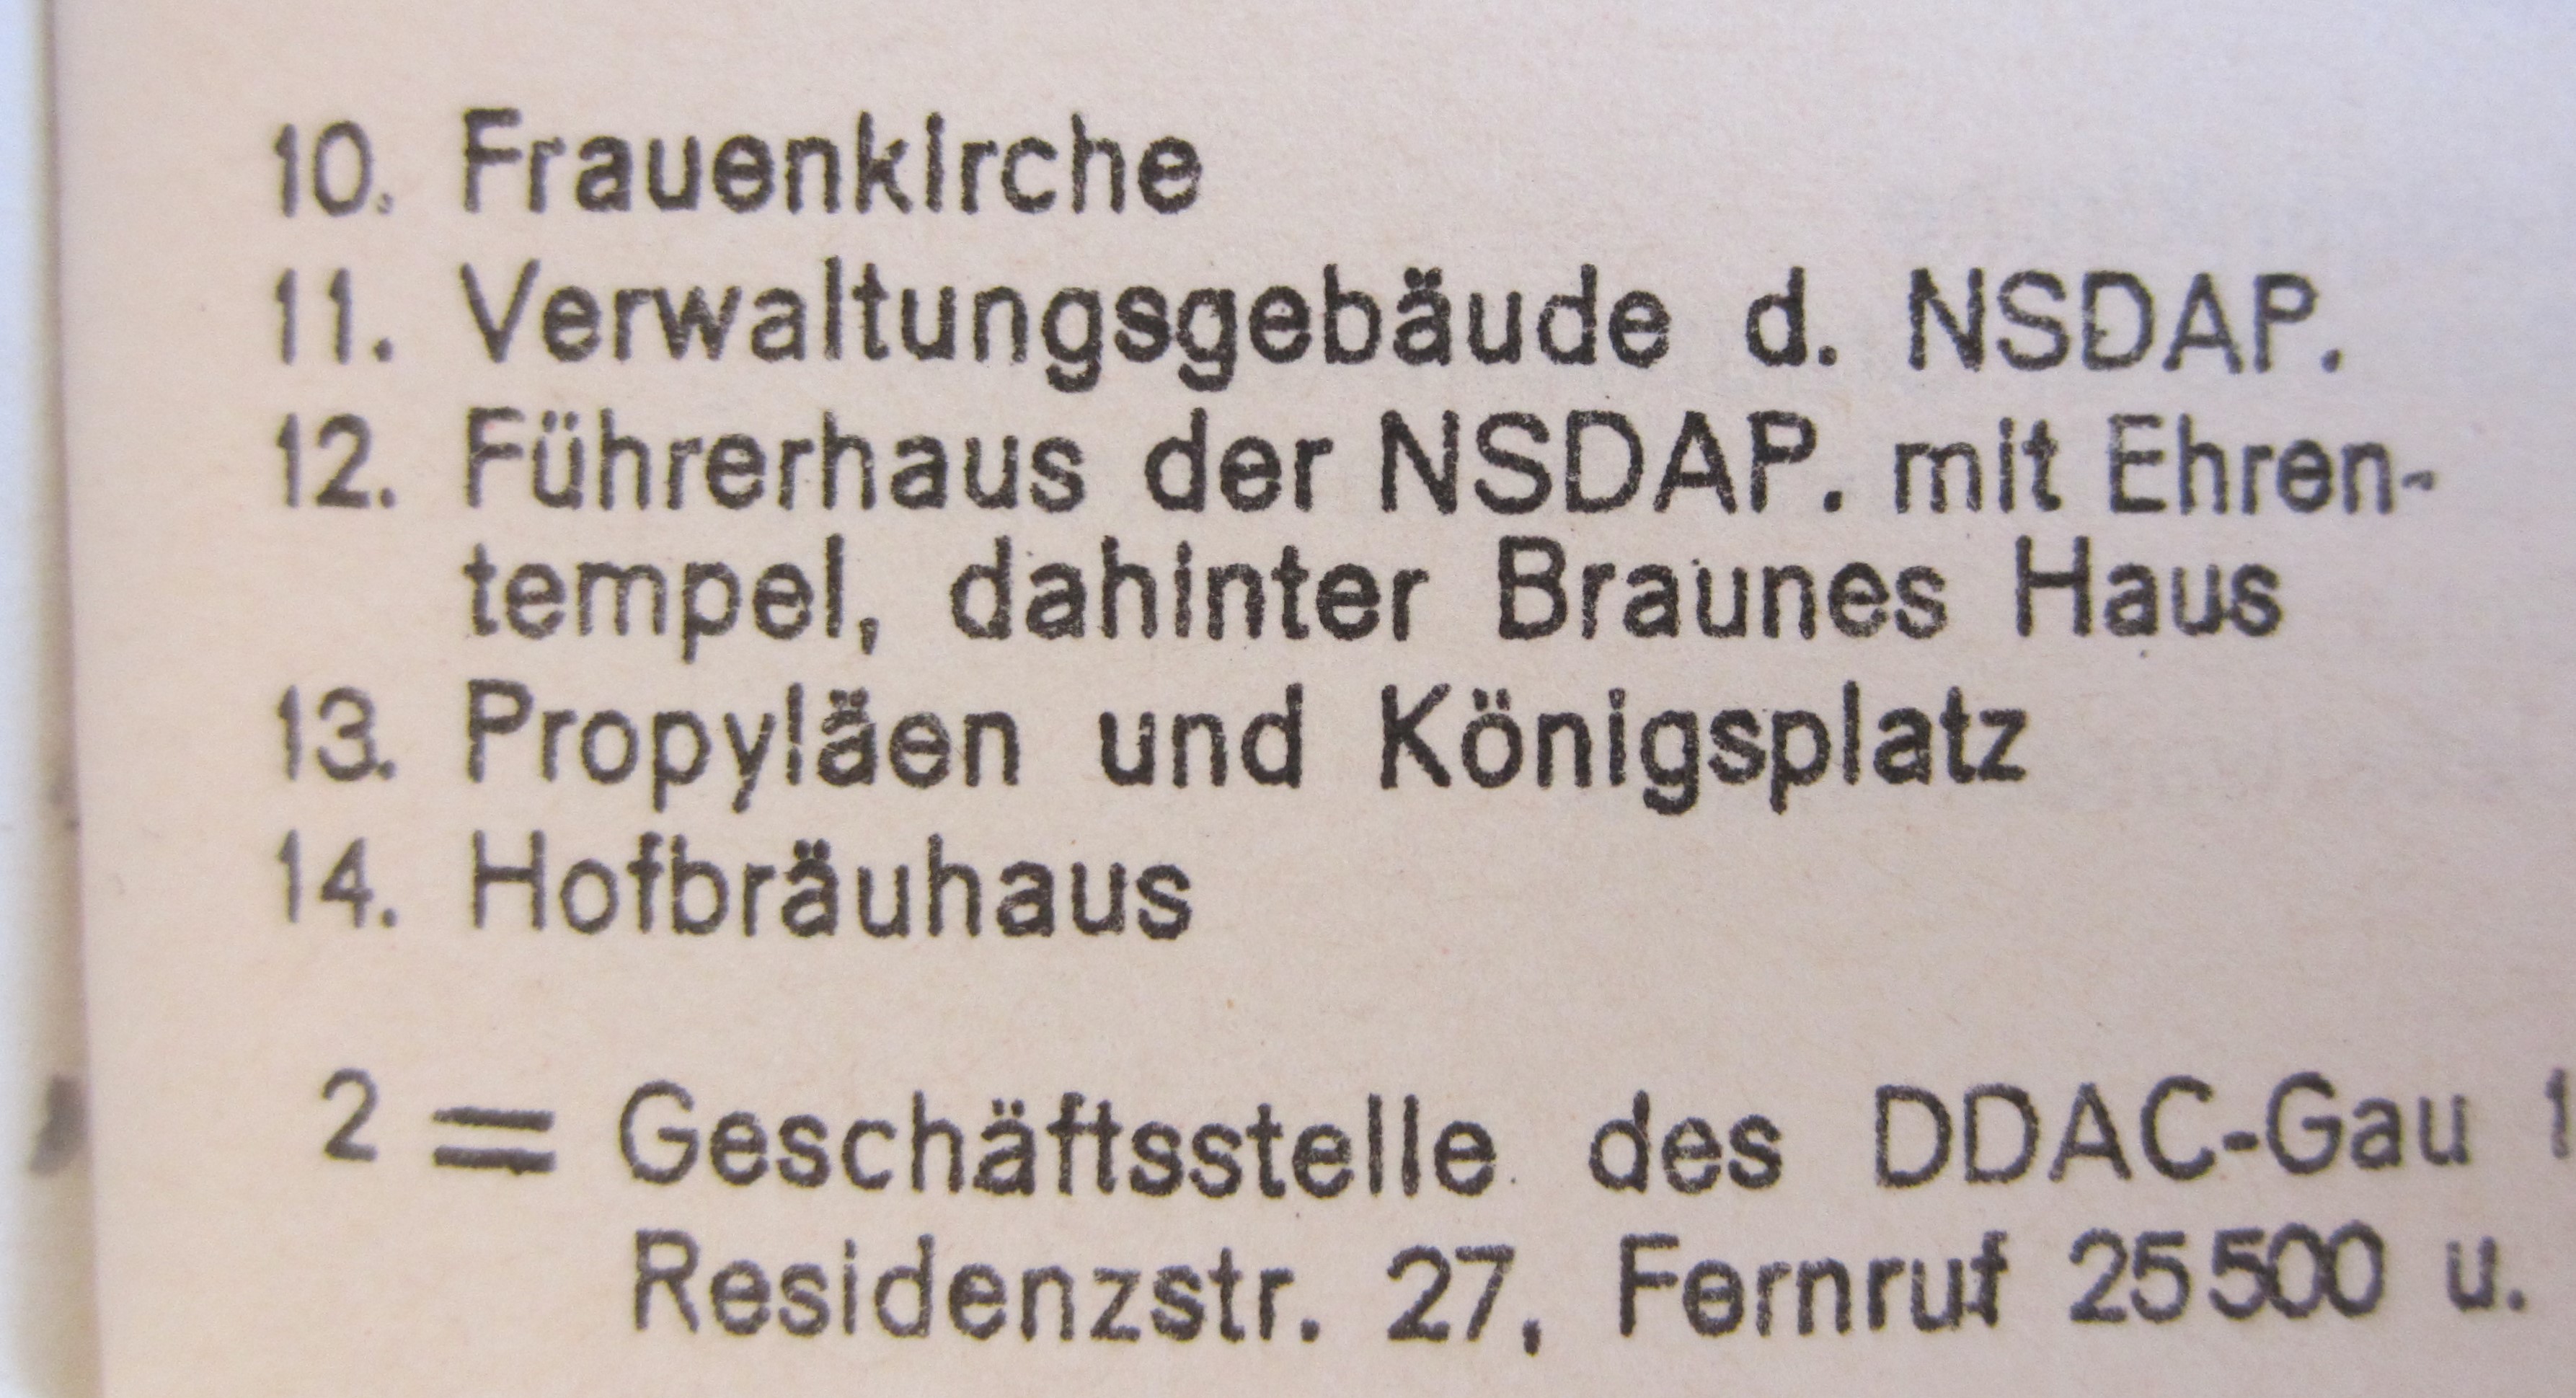 10. Frauenkirche
11. Verwaltungsgebäude d. NSDAP.
12. Führerhaus der NSDAP. mit Ehren-
tempel, dahinter Braunes Haus
13. Propyläen und Königsplatz
14. Hofbräuhaus
2 = Geschäftsstelle des DDAC-Gau 1
Residenzstr. 27, Fernruf 25500 u.